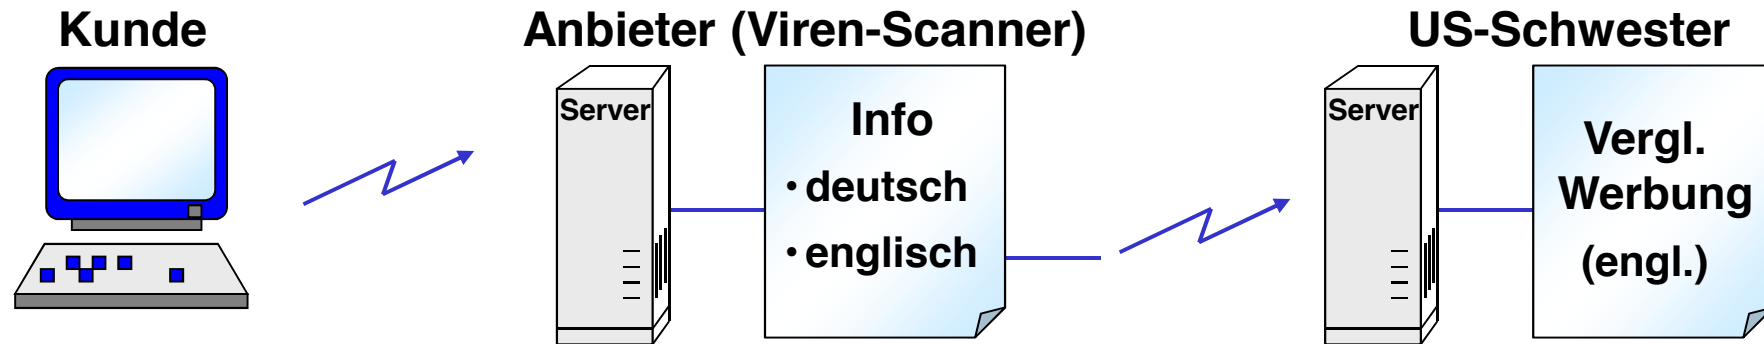 Kunde
Anbieter (Viren-Scanner)
US-Schwester
Server
Info
• deutsch
• englisch
Server
Vergl.
Werbung
(engl.)